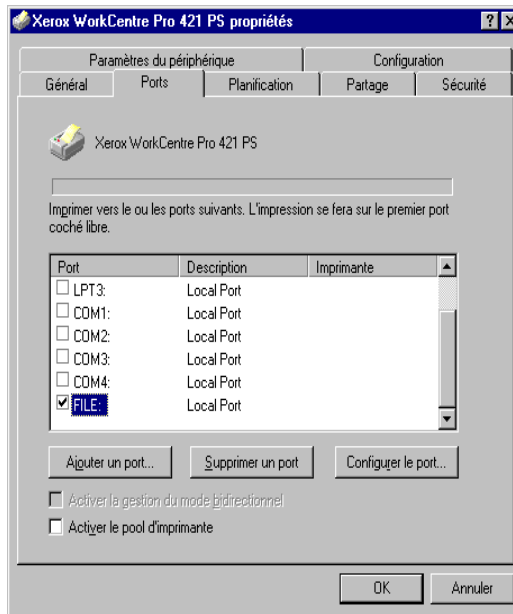 Xerox WorkCentre Pro 421 PS propriétés
Paramètres du périphérique Configuration
Général Ports Planification Partage Sécurité
Xerox WorkCentre Pro 421 PS
Imprimer vers le ou les ports suivants. L'impression se fera sur le premier port
coché libre.
Port Description Imprimante
LPT3: Local Port
COM1: Local Port
COM2: Local Port
COM3: Local Port
COM4: Local Port
FILE: Local Port
Ajouter un port... Supprimer un port Configurer le port...
Activer la gestion du mode bidirectionnel
Activer le pool d'imprimante
OK Annuler